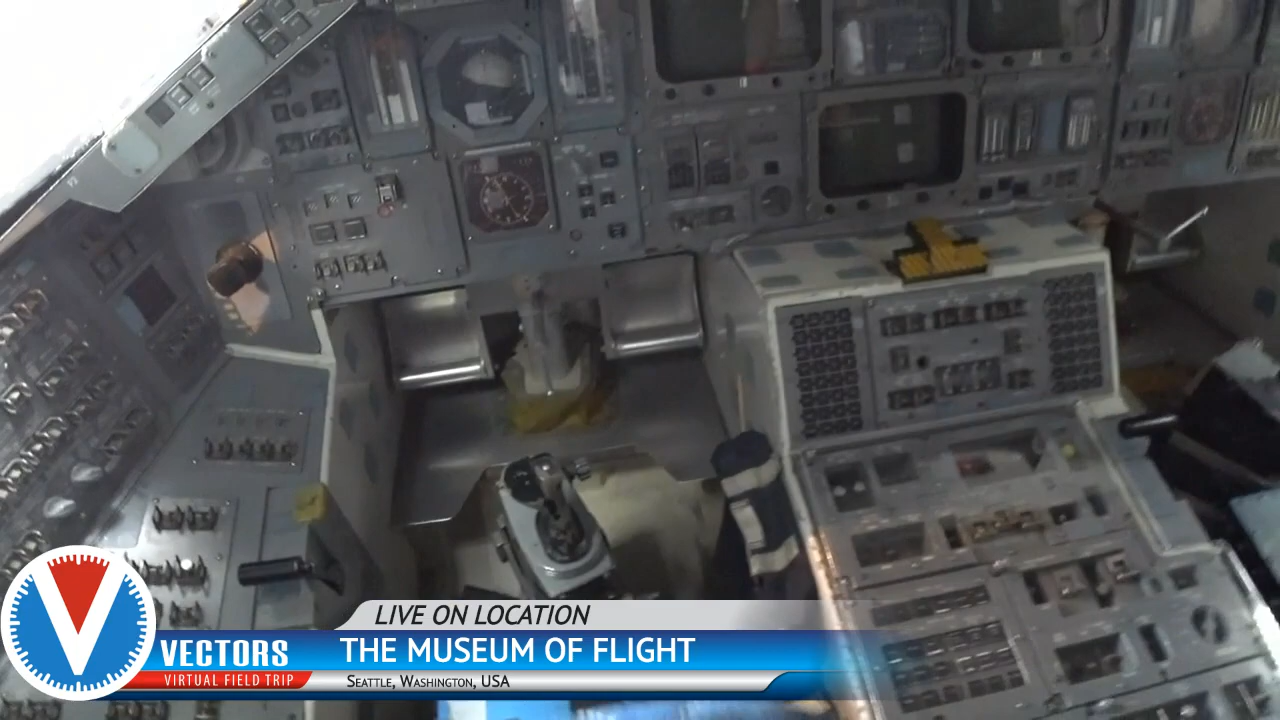 LIVE ON LOCATION
VECTORS
THE MUSEUM OF FLIGHT
VIRTUAL FIELD TRIP
SEATTLE, WASHINGTON, USA